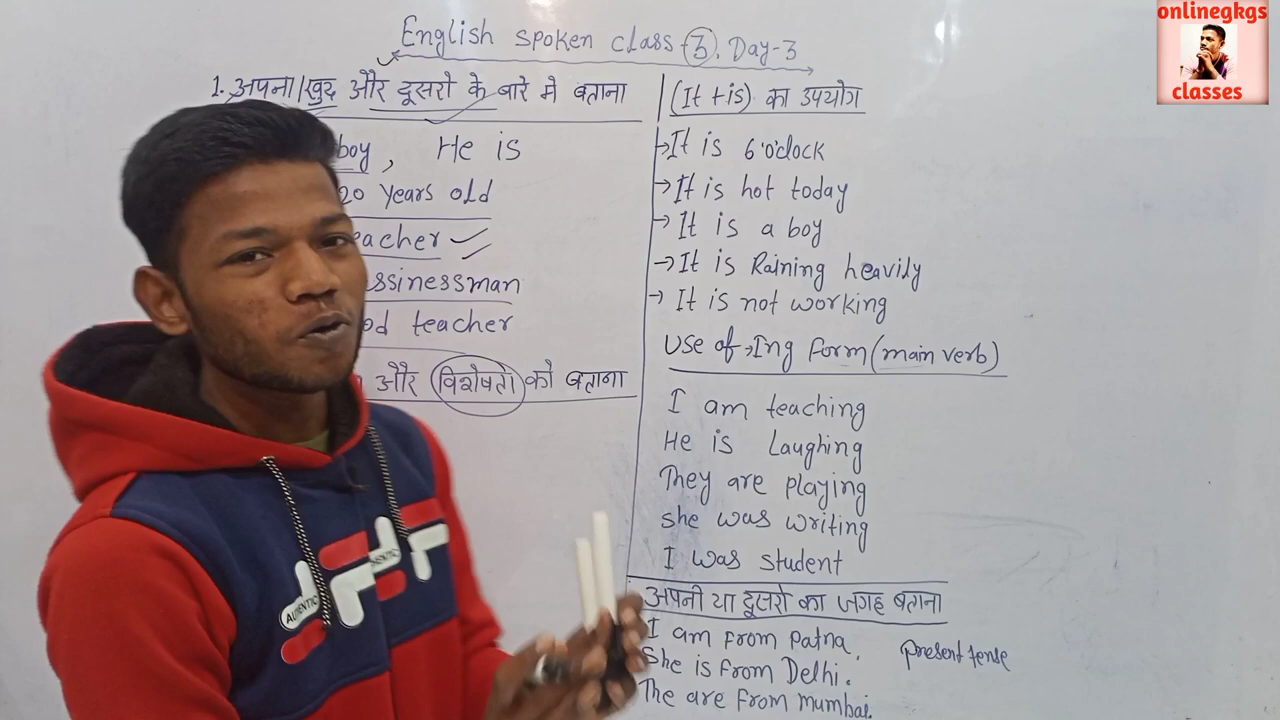 English spoken class -3. Day-3
onlinegkgs
classes
1. अपना/खुद और दूसरो के बारे मे बताना
boy, He is
20 years old
eacher
ssinessman
od teacher
और विशेषता को बताना
(It + is) का उपयोग
→It is 6'o'clock
→It is hot today
→It is a boy
→It is Raining heavily
→It is not working
Use of → Ing Form (main verb)
I am teaching
He is Laughing
They are playing
she was writing
I was student
अपनी या दूसरो का जगह बताना
I am from Patna.
present tense
She is from Delhi.
The are from Mumbai.
AUTHENTIC